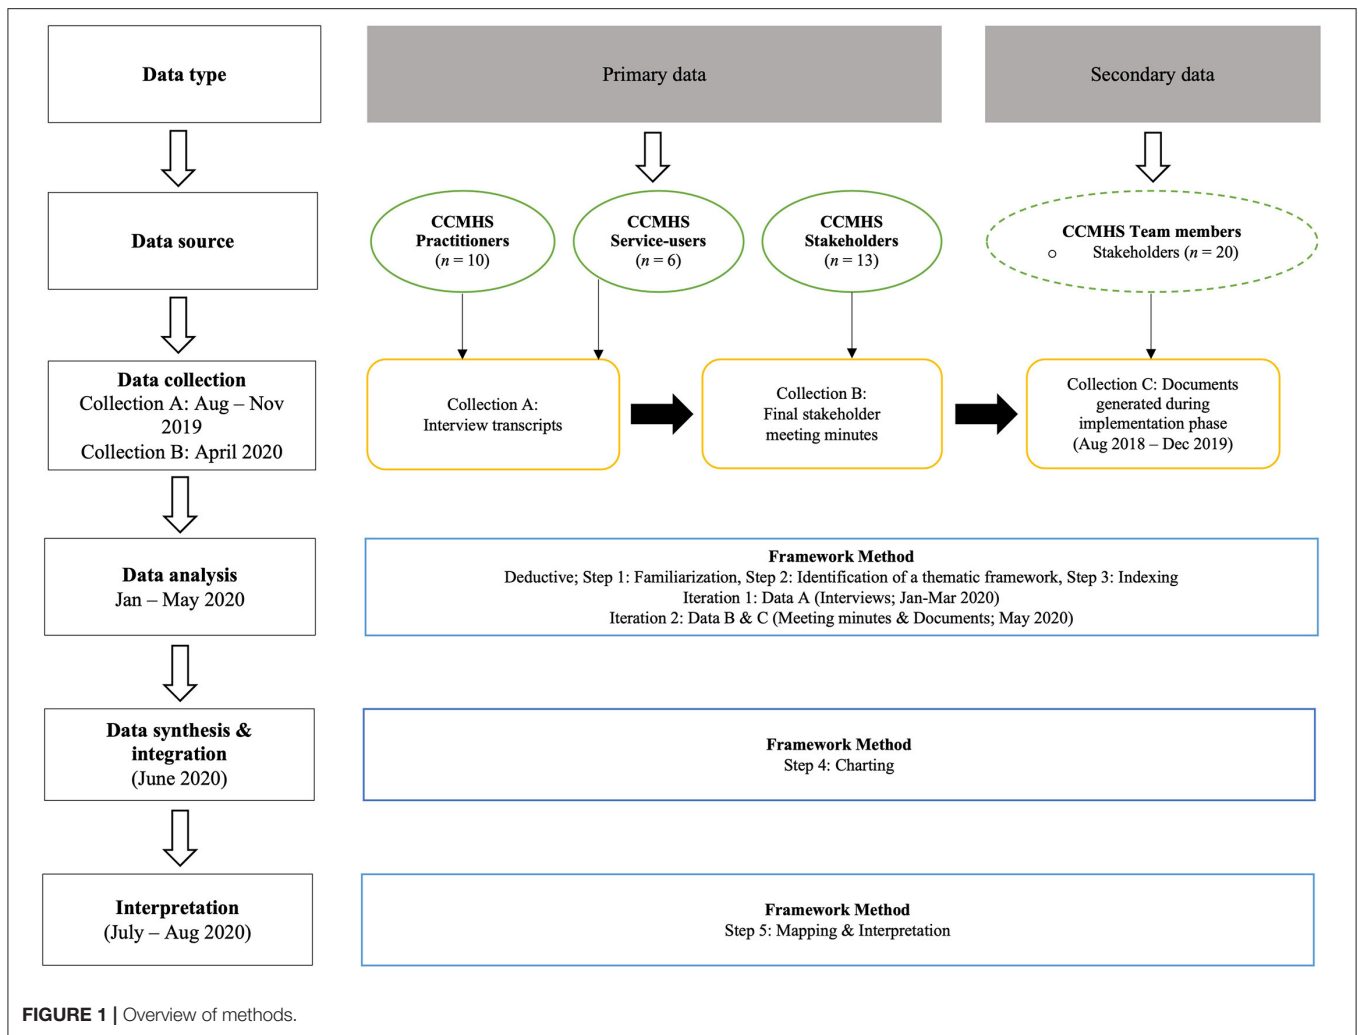 Data type
Primary data
Secondary data
Data source
CCMHS
Practitioners
(n = 10)
CCMHS
Service-users
(n = 6)
CCMHS
Stakeholders
(n = 13)
CCMHS Team members
Stakeholders (n = 20)
Data collection
Collection A: Aug – Nov
2019
Collection B: April 2020
Collection A:
Interview transcripts
Collection B:
Final stakeholder
meeting minutes
Collection C: Documents
generated during
implementation phase
(Aug 2018 – Dec 2019)
Data analysis
Jan – May 2020
Framework Method
Deductive; Step 1: Familiarization, Step 2: Identification of a thematic framework, Step 3: Indexing
Iteration 1: Data A (Interviews; Jan-Mar 2020)
Iteration 2: Data B & C (Meeting minutes & Documents; May 2020)
Data synthesis &
integration
(June 2020)
Framework Method
Step 4: Charting
Interpretation
(July – Aug 2020)
Framework Method
Step 5: Mapping & Interpretation
FIGURE 1 | Overview of methods.